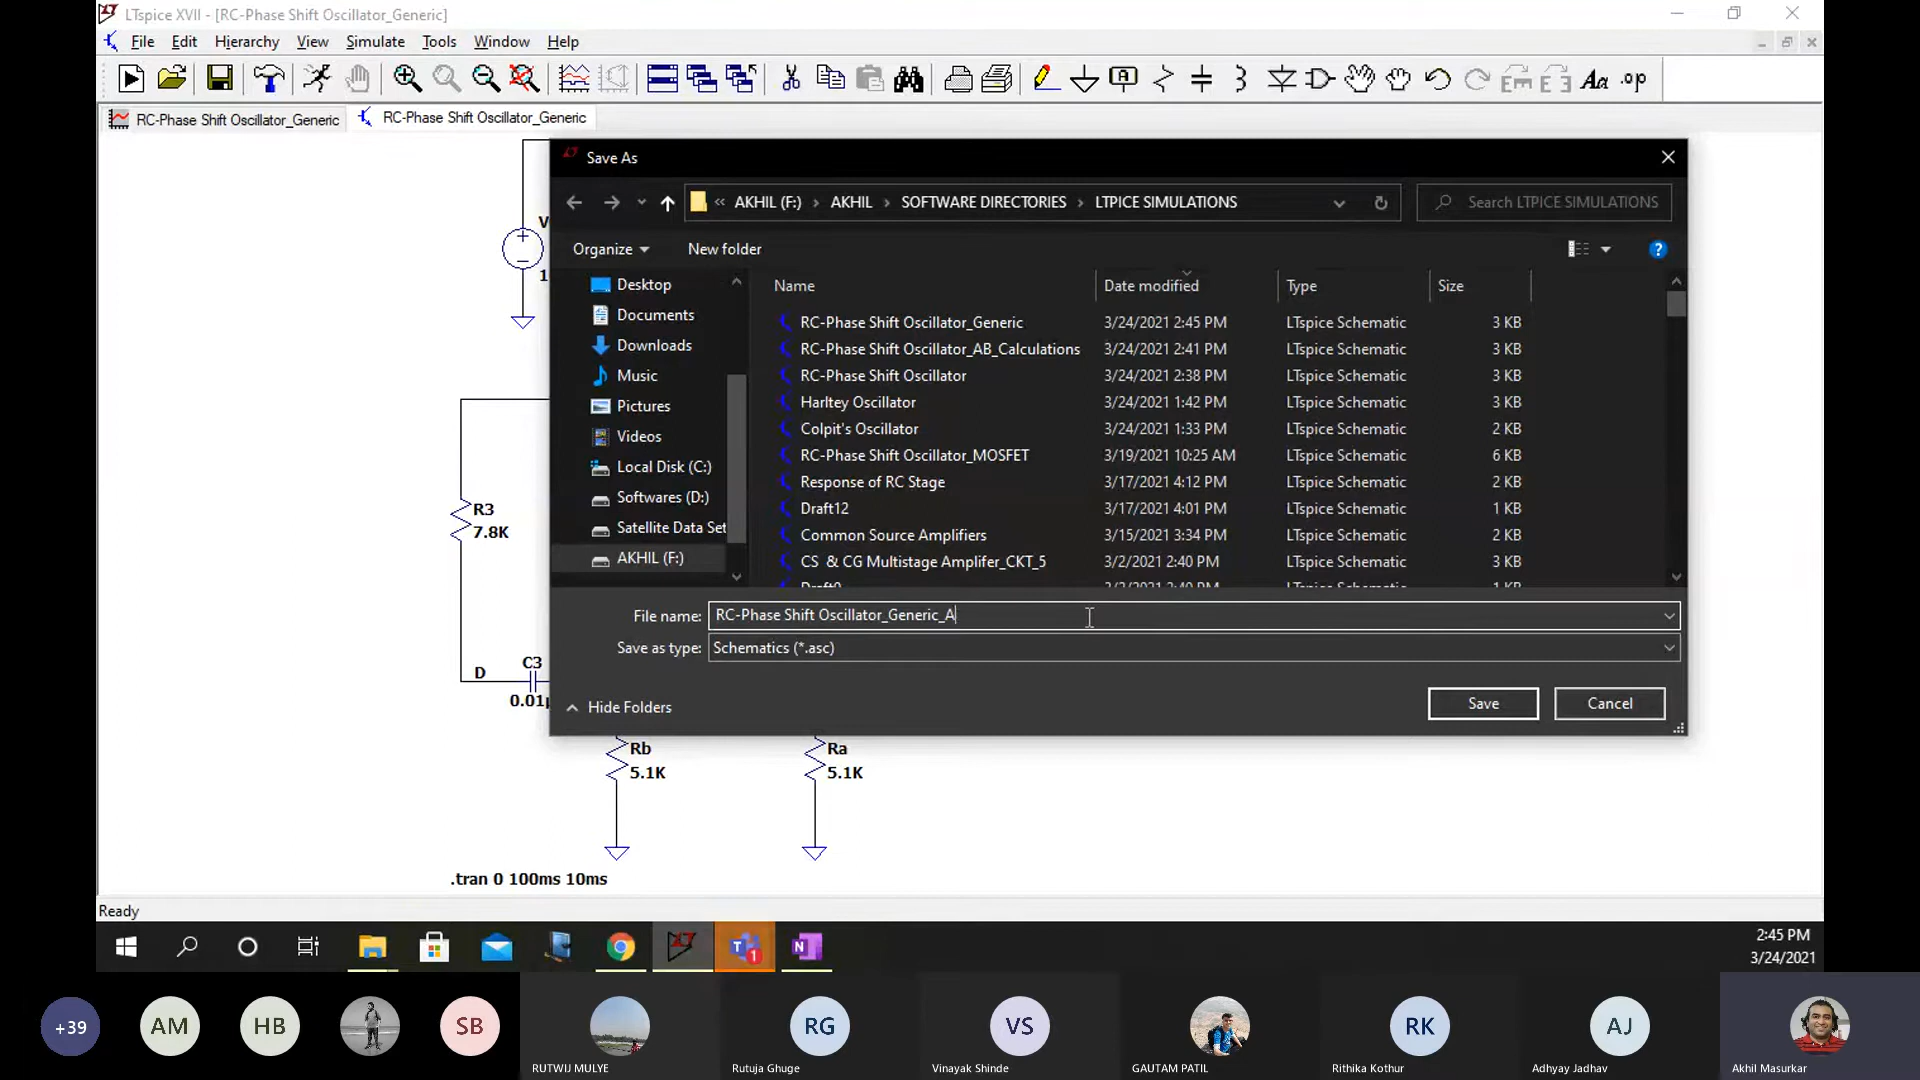 LTspice XVII - [RC-Phase Shift Oscillator_Generic]
File Edit Hierarchy View Simulate Tools Window Help
Aa .op
RC-Phase Shift Oscillator_Generic RC-Phase Shift Oscillator_Generic
Save As
« AKHIL (F:) › AKHIL › SOFTWARE DIRECTORIES › LTPICE SIMULATIONS
Search LTPICE SIMULATIONS
Organize New folder
Desktop
Documents
Downloads
Music
Pictures
Videos
Local Disk (C:)
Softwares (D:)
Satellite Data Set
AKHIL (F:)
Name Date modified Type Size
RC-Phase Shift Oscillator_Generic 3/24/2021 2:45 PM LTspice Schematic 3 KB
RC-Phase Shift Oscillator_AB_Calculations 3/24/2021 2:41 PM LTspice Schematic 3 KB
RC-Phase Shift Oscillator 3/24/2021 2:38 PM LTspice Schematic 3 KB
Harltey Oscillator 3/24/2021 1:42 PM LTspice Schematic 3 KB
Colpit's Oscillator 3/24/2021 1:33 PM LTspice Schematic 2 KB
RC-Phase Shift Oscillator_MOSFET 3/19/2021 10:25 AM LTspice Schematic 6 KB
Response of RC Stage 3/17/2021 4:12 PM LTspice Schematic 2 KB
Draft12 3/17/2021 4:01 PM LTspice Schematic 1 KB
Common Source Amplifiers 3/15/2021 3:34 PM LTspice Schematic 2 KB
CS & CG Multistage Amplifer_CKT_5 3/2/2021 2:40 PM LTspice Schematic 3 KB
File name: RC-Phase Shift Oscillator_Generic_A
Save as type: Schematics (*.asc)
Hide Folders
Save Cancel
V
1
R3
7.8K
D
C3
0.01µ
Rb
5.1K
Ra
5.1K
.tran 0 100ms 10ms
Ready
2:45 PM
3/24/2021
+39
AM
HB
SB
RUTWIJ MULYE
RG
Rutuja Ghuge
VS
Vinayak Shinde
GAUTAM PATIL
RK
Rithika Kothur
AJ
Adhyay Jadhav
Akhil Masurkar